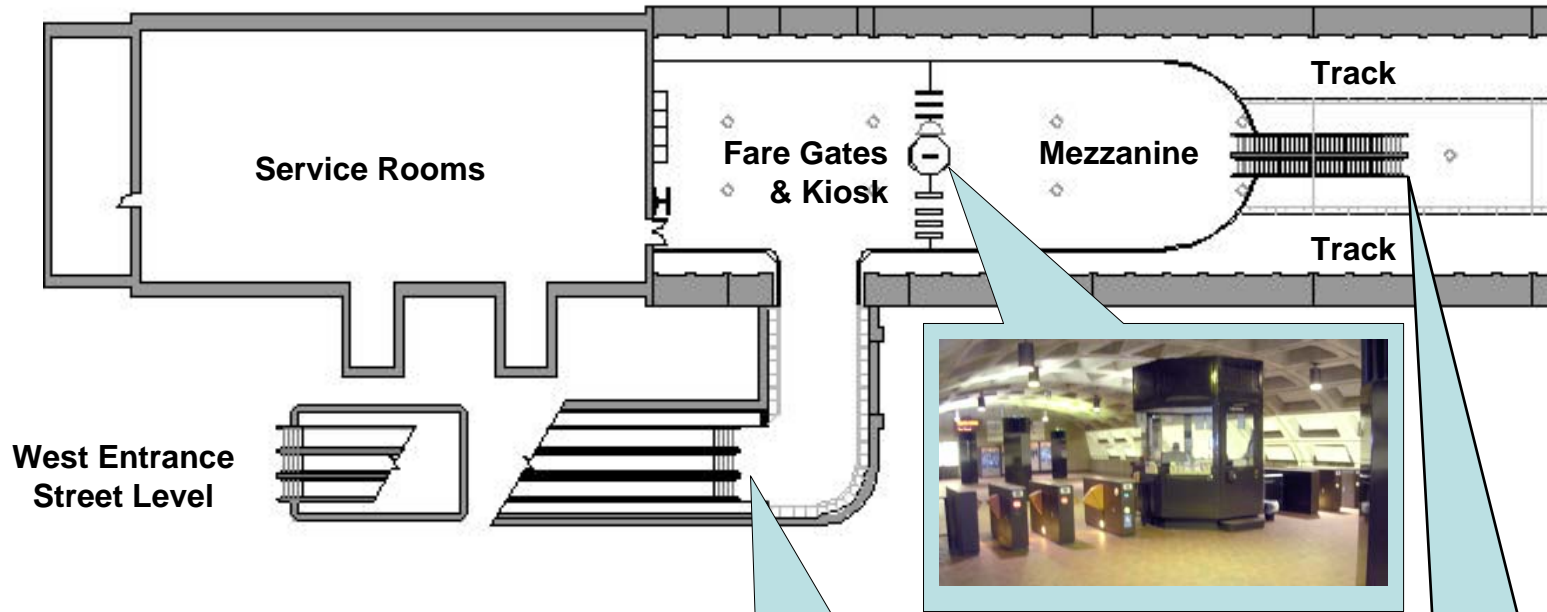 Track
Service Rooms
Fare Gates
& Kiosk
Mezzanine
Track
West Entrance
Street Level